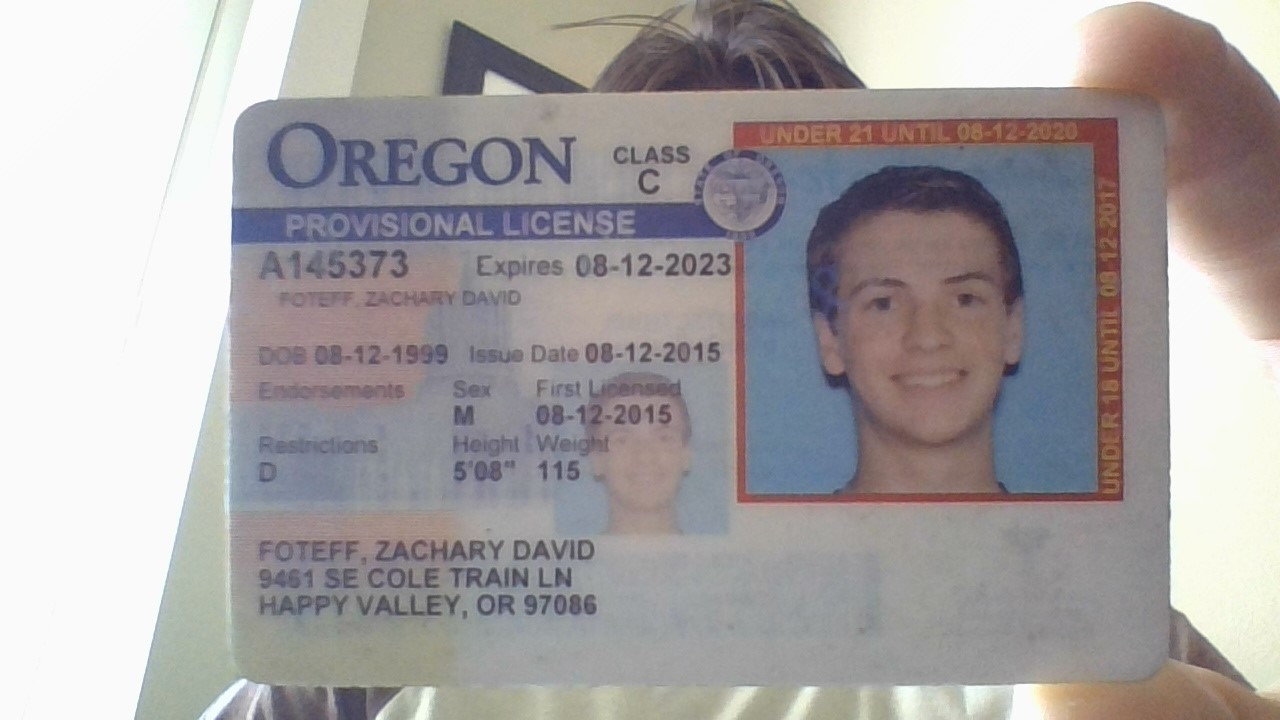 OREGON
CLASS
C
UNDER 21 UNTIL 08-12-2020
PROVISIONAL LICENSE
A145373 Expires 08-12-2023
FOTEFF, ZACHARY DAVID
DOB 08-12-1999 Issue Date 08-12-2015
Endorsements Sex First Licensed
M 08-12-2015
Restrictions Height Weight
D 5'08" 115
UNDER 18 UNTIL 08-12-2017
FOTEFF, ZACHARY DAVID
9461 SE COLE TRAIN LN
HAPPY VALLEY, OR 97086